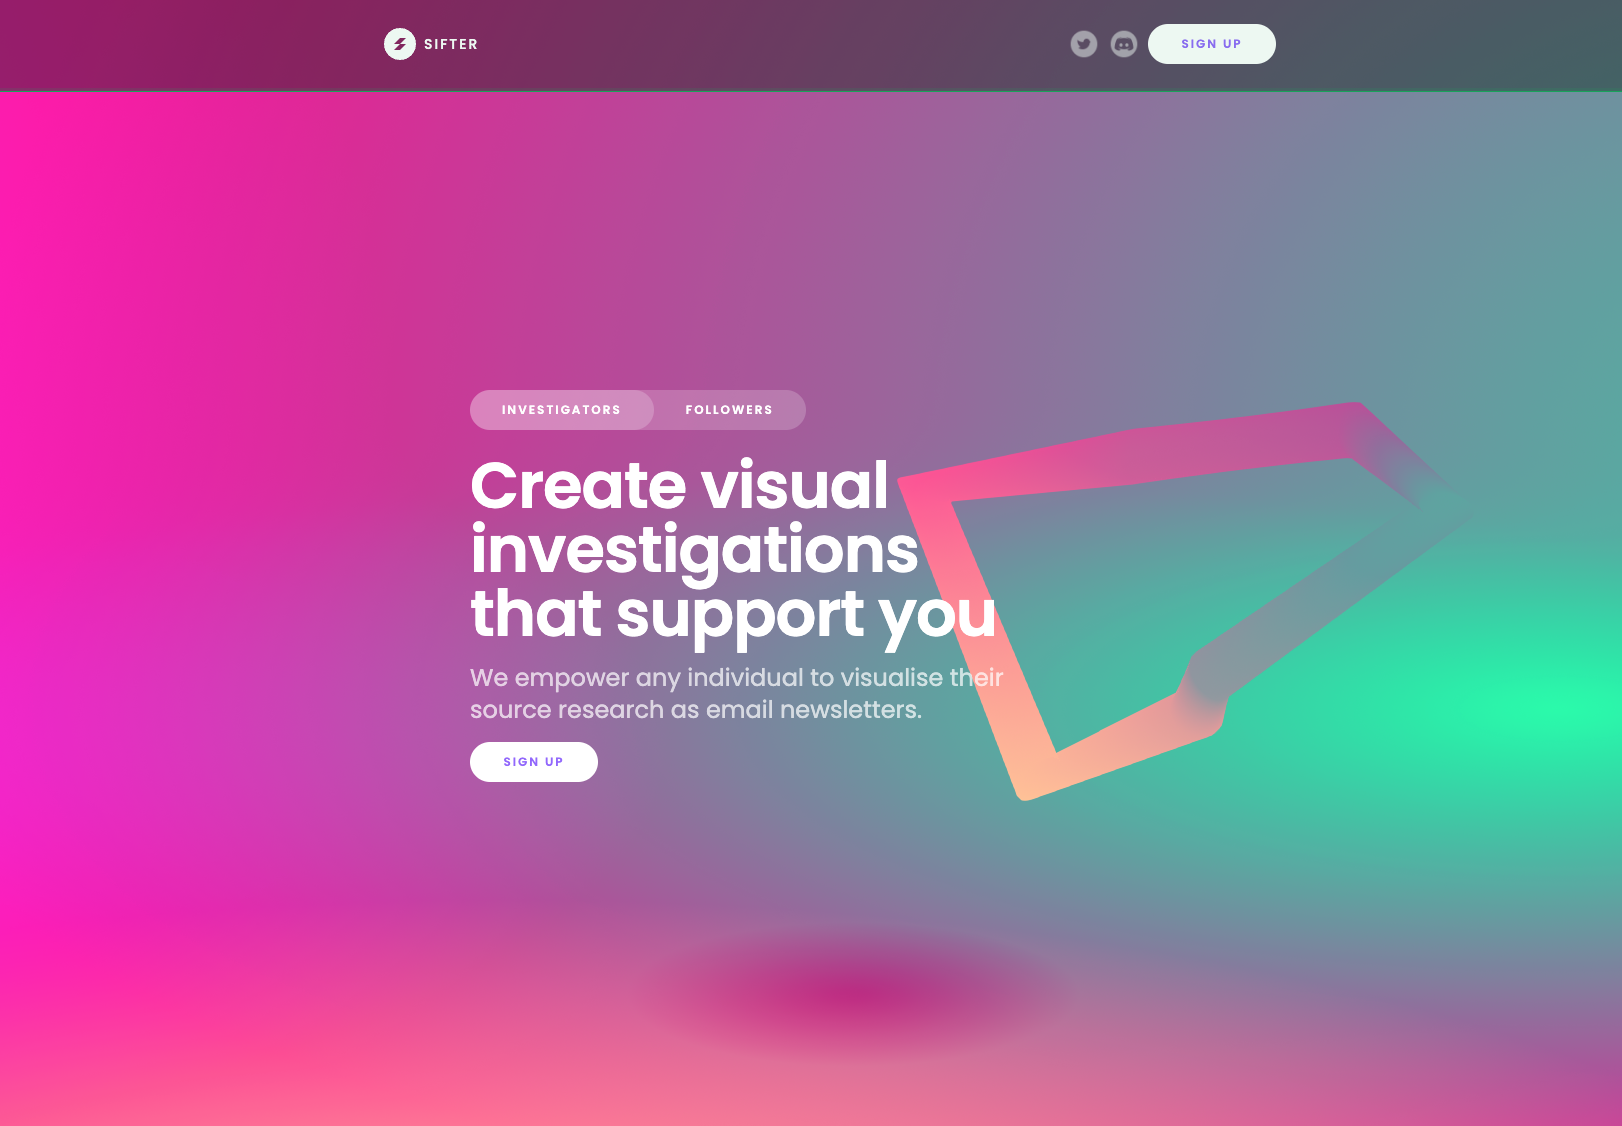 SIFTER
SIGN UP
INVESTIGATORS
FOLLOWERS
Create visual
investigations
that support you
We empower any individual to visualise their
source research as email newsletters.
SIGN UP